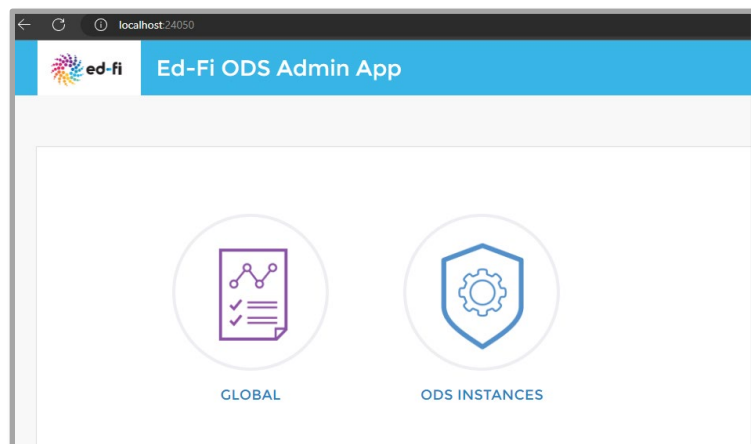 localhost:24050
ed-fi Ed-Fi ODS Admin App
GLOBAL ODS INSTANCES